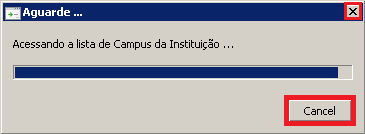 Aguarde ...
Acessando a lista de Campus da Instituição ...
Cancel